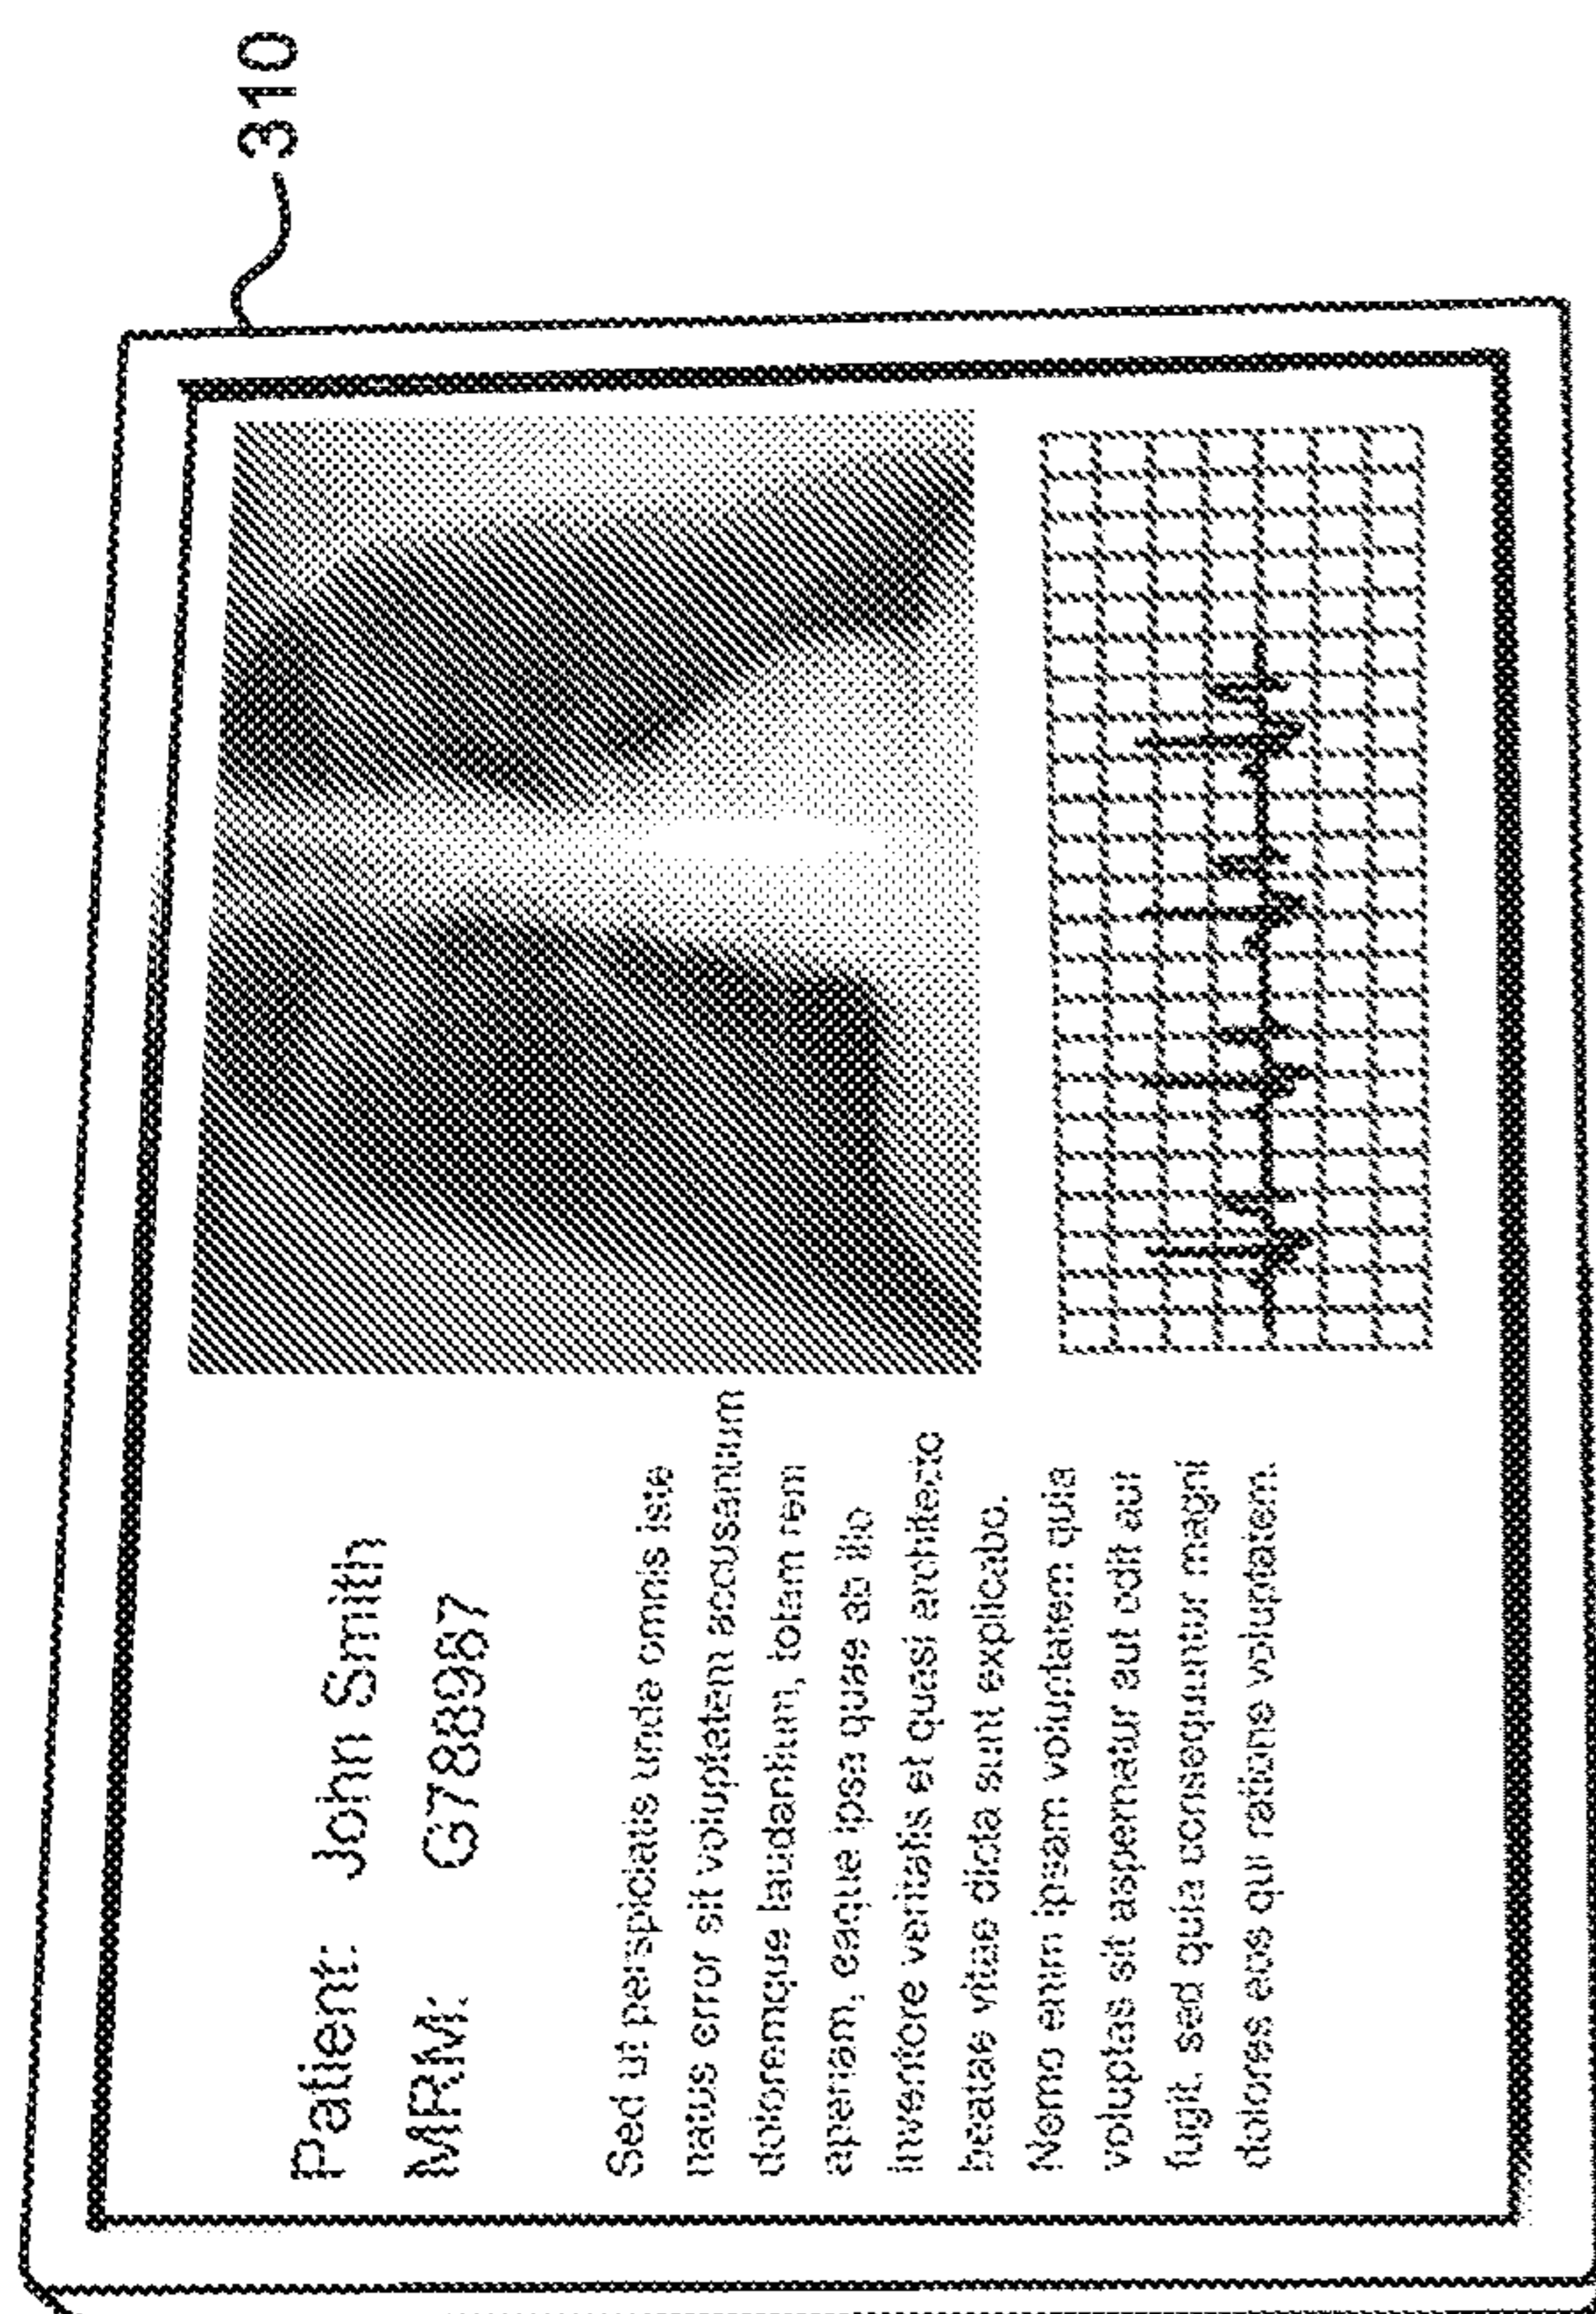 310
Patient: John Smith
MRM: G788987
Sed ut perspiciatis unde omnis iste
natus error sit voluptatem accusantium
doloremque laudantium, totam rem
aperiam, eaque ipsa quae ab illo
inventore veritatis et quasi architecto
beatae vitae dicta sunt explicabo.
Nemo enim ipsam voluptatem quia
voluptas sit aspernatur aut odit aut
fugit, sed quia consequuntur magni
dolores eos qui ratione voluptatem.